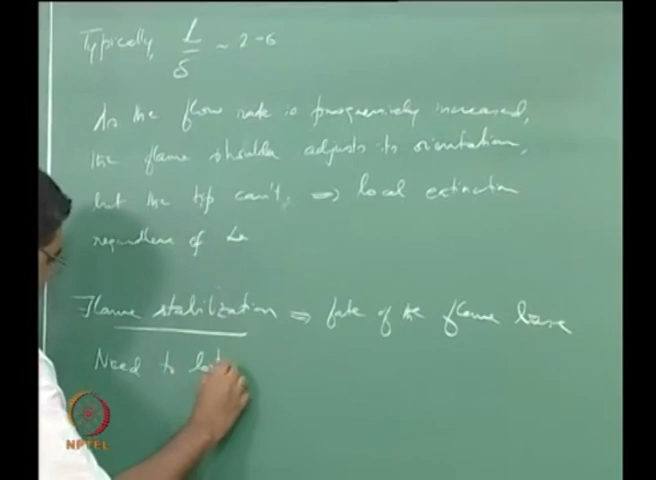 Typically, L/δ ~ 2-6
As the flow rate is progressively increased,
the flame shoulder adjusts its orientation,
but the tip can't, ⇒ local extinction
regardless of Le
Flame stabilization ⇒ fate of the flame base
Need to
NPTEL